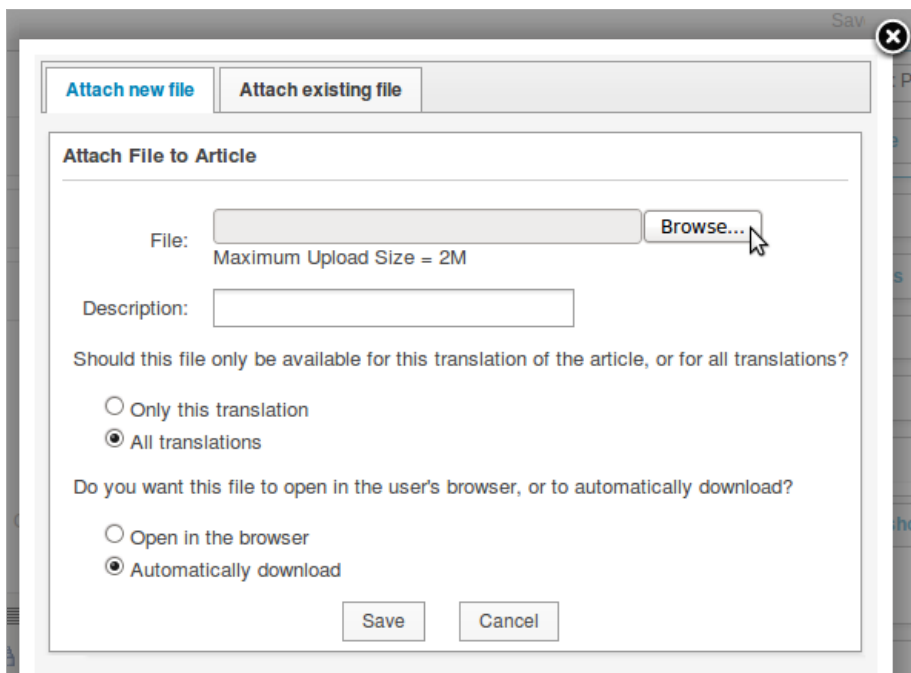 Sav
Attach new file
Attach existing file
Attach File to Article
File:
Browse...
Maximum Upload Size = 2M
Description:
Should this file only be available for this translation of the article, or for all translations?
Only this translation
All translations
Do you want this file to open in the user's browser, or to automatically download?
Open in the browser
Automatically download
Save
Cancel